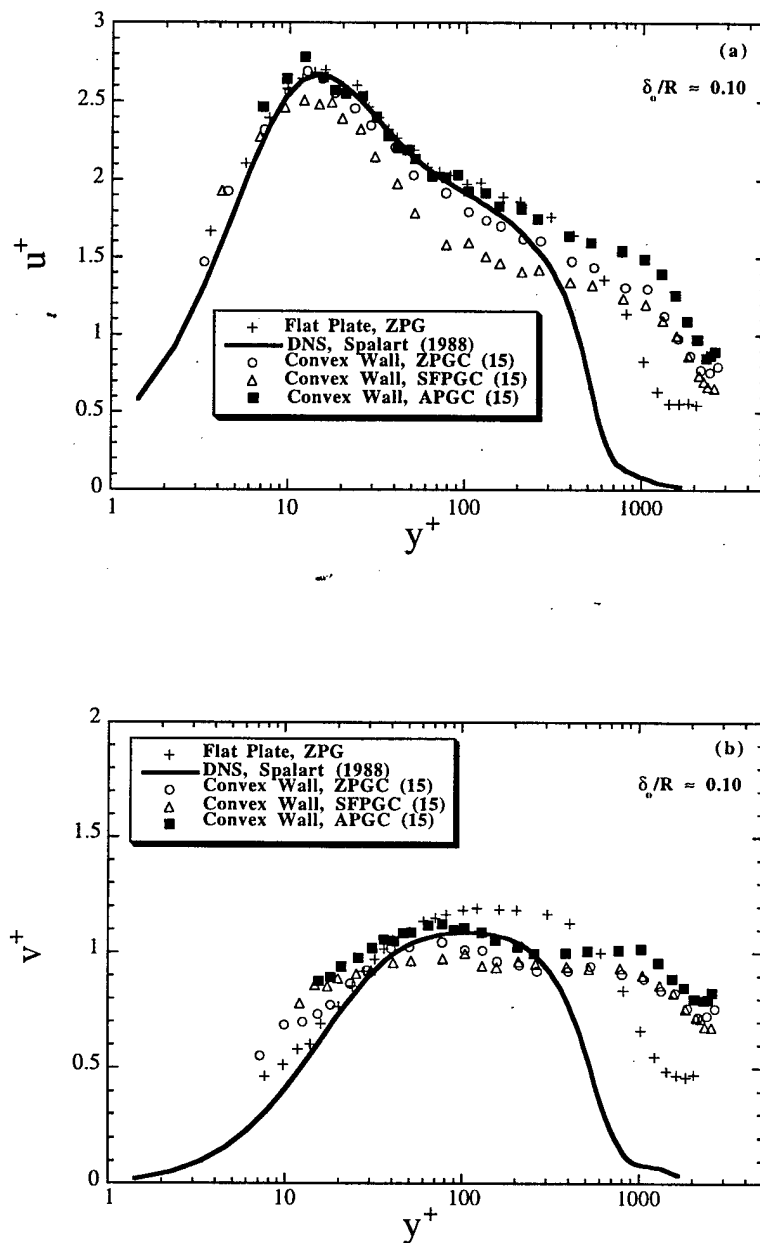 3
(a)
δₒ/R ≈ 0.10
2.5
2
u⁺
1.5
1
0.5
0
Flat Plate, ZPG
DNS, Spalart (1988)
Convex Wall, ZPGC (15)
Convex Wall, SFPGC (15)
Convex Wall, APGC (15)
1 10 100 1000
y⁺
2
(b)
δₒ/R ≈ 0.10
Flat Plate, ZPG
DNS, Spalart (1988)
Convex Wall, ZPGC (15)
Convex Wall, SFPGC (15)
Convex Wall, APGC (15)
1.5
v⁺
1
0.5
0
1 10 100 1000
y⁺